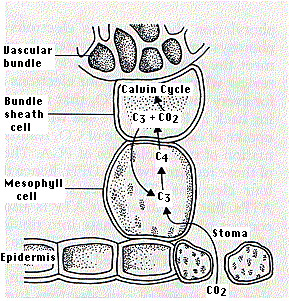 Vascular
bundle
Calvin Cycle
Bundle
sheath
cell
C3 + CO2
C4
Mesophyll
cell
C3
Stoma
Epidermis
CO2